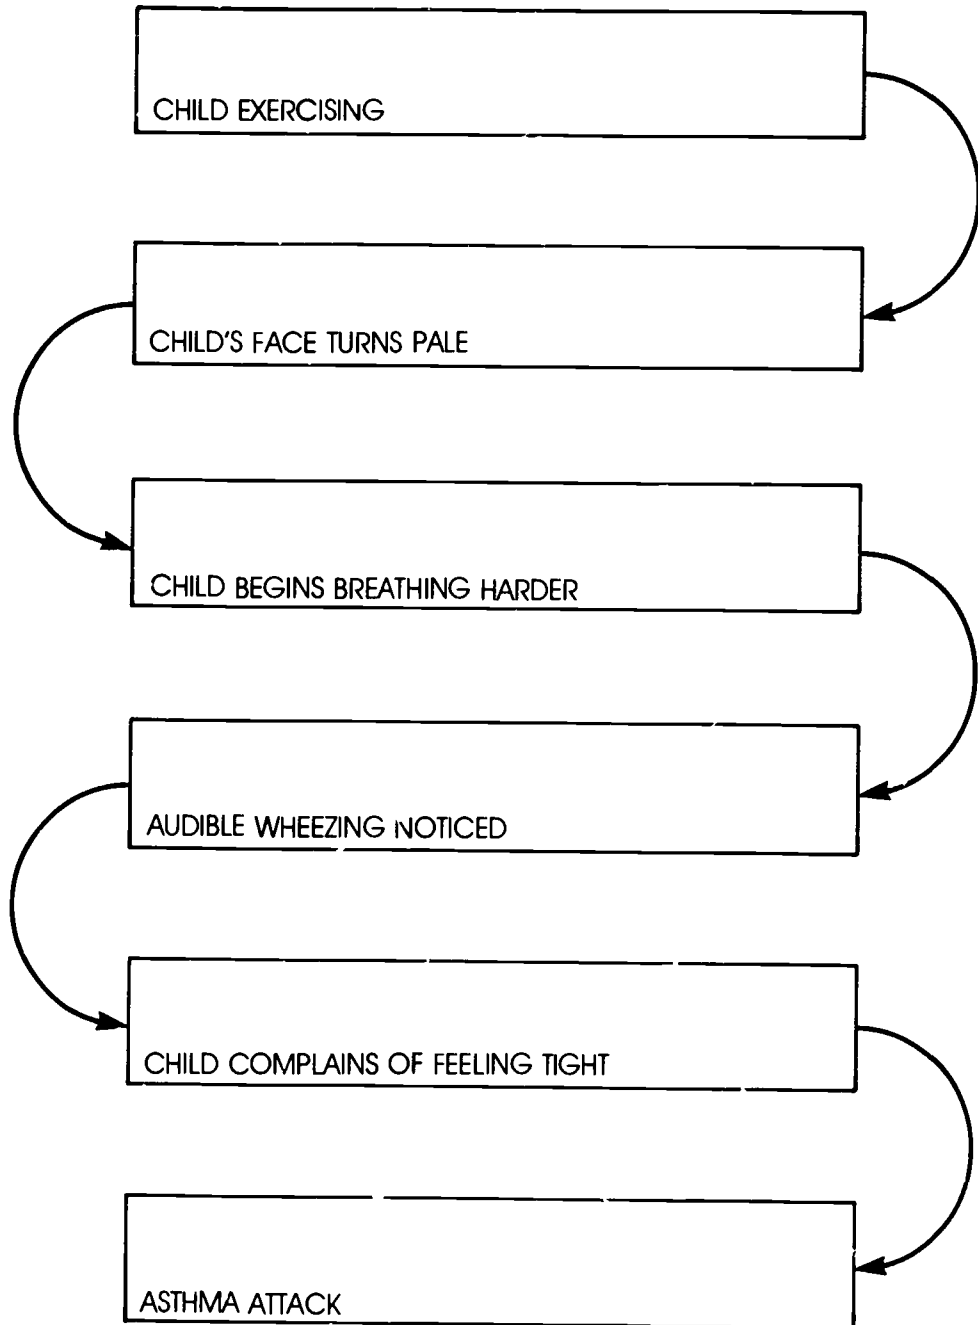 CHILD EXERCISING
CHILD'S FACE TURNS PALE
CHILD BEGINS BREATHING HARDER
AUDIBLE WHEEZING NOTICED
CHILD COMPLAINS OF FEELING TIGHT
ASTHMA ATTACK